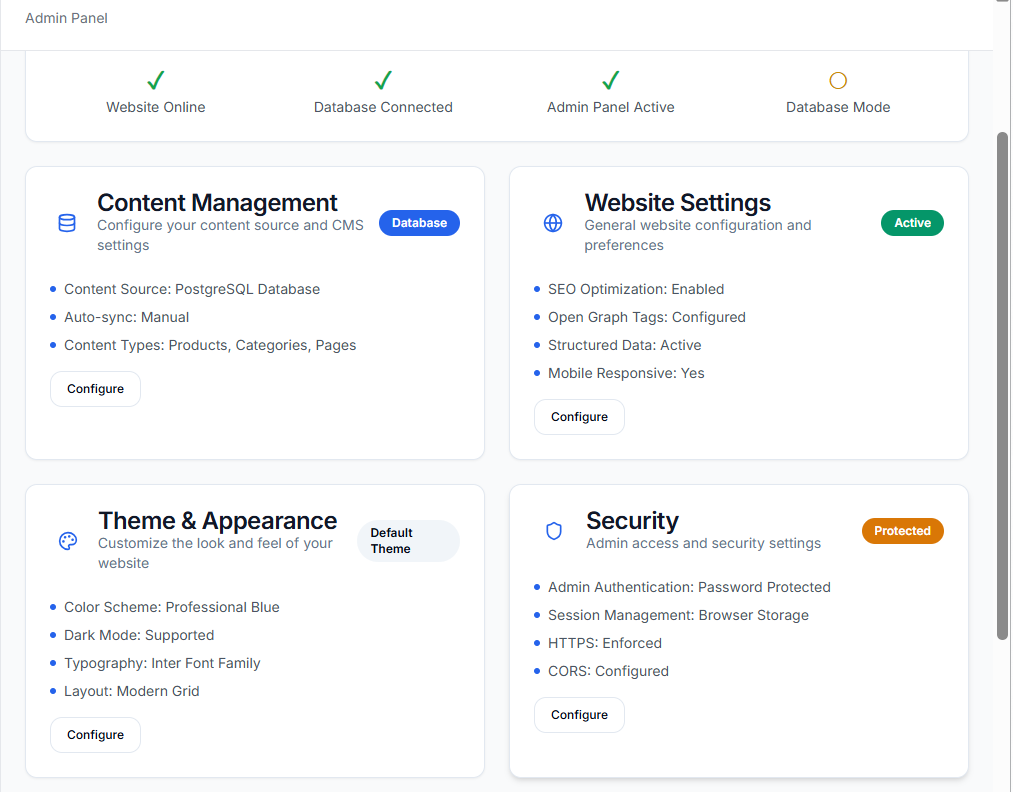 Admin Panel
Website Online
Database Connected
Admin Panel Active
Database Mode
Content Management
Configure your content source and CMS
settings
Database
Content Source: PostgreSQL Database
Auto-sync: Manual
Content Types: Products, Categories, Pages
Configure
Website Settings
General website configuration and
preferences
Active
SEO Optimization: Enabled
Open Graph Tags: Configured
Structured Data: Active
Mobile Responsive: Yes
Configure
Theme & Appearance
Customize the look and feel of your
website
Default
Theme
Color Scheme: Professional Blue
Dark Mode: Supported
Typography: Inter Font Family
Layout: Modern Grid
Configure
Security
Admin access and security settings
Protected
Admin Authentication: Password Protected
Session Management: Browser Storage
HTTPS: Enforced
CORS: Configured
Configure